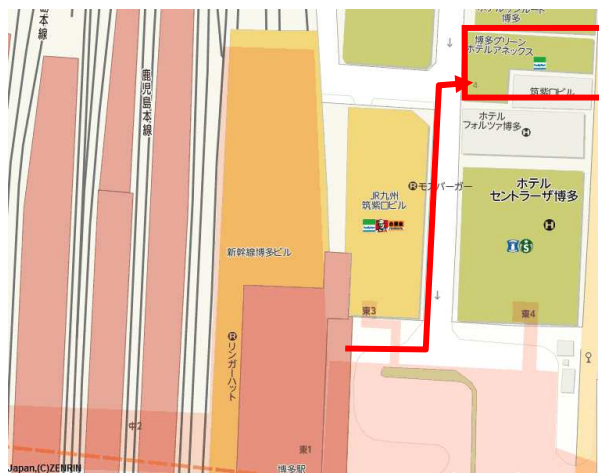 島本線
鹿児島本線
博多
博多グリーン
ホテルアネックス
4
筑紫口ビル
ホテル
フォルツァ博多
H
R モスバーガー
JR九州
筑紫口ビル
ホテル
セントラーザ博多
H
新幹線博多ビル
東3
東4
R
リンガーハット
中2
東1
博多駅
Japan,(C)ZENRIN